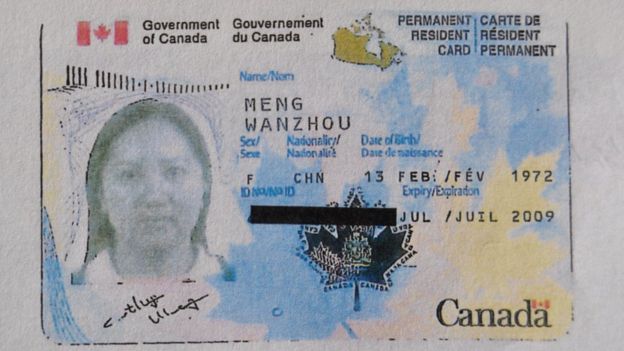 Government of Canada
Gouvernement du Canada
PERMANENT RESIDENT CARD
CARTE DE RÉSIDENT PERMANENT
Name/Nom
MENG
WANZHOU
Sex/ Nationality/ Date of Birth/
Sexe Nationalité Date de naissance
F CHN 13 FEB/FÉV 1972
ID No/No ID Expiry/Expiration
JUL /JUIL 2009
CANADA CANADA
Canada